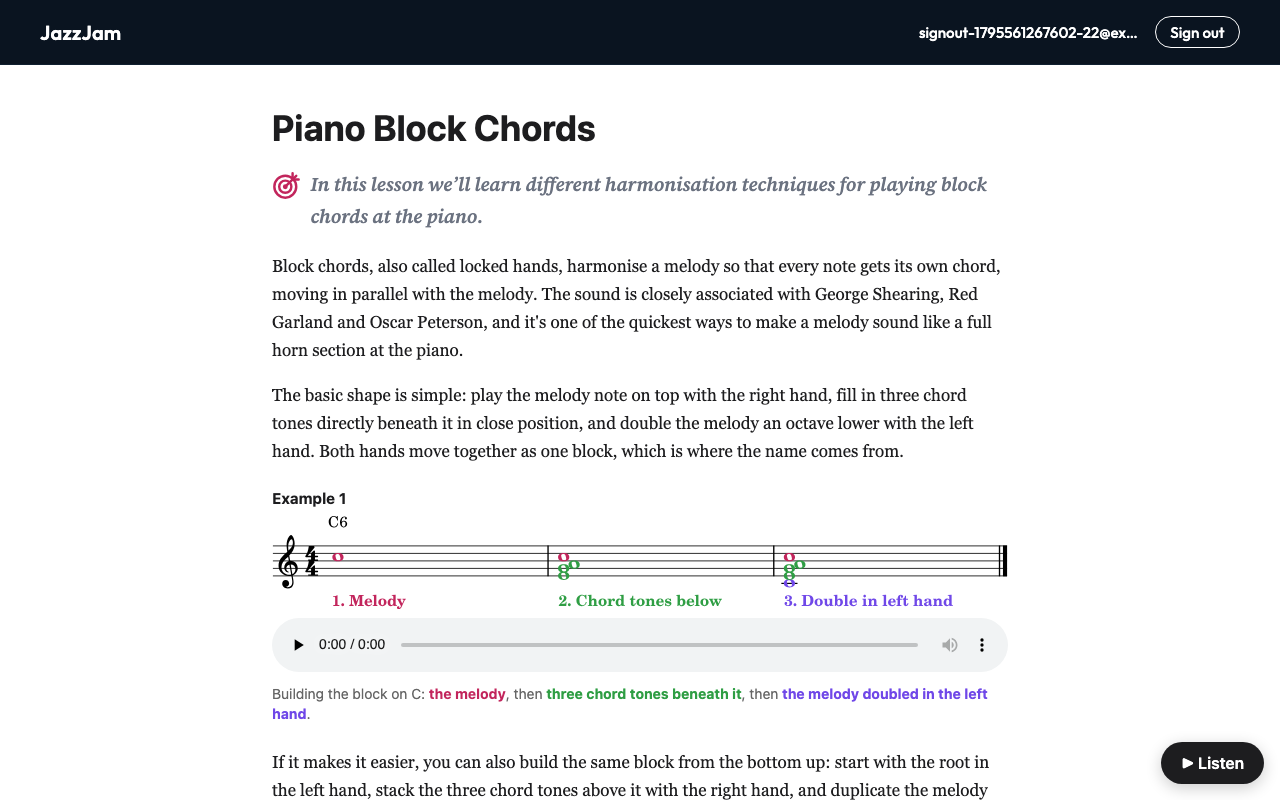 JazzJam
signout-1795561267602-22@ex...
Sign out
Piano Block Chords
In this lesson we’ll learn different harmonisation techniques for playing block
chords at the piano.
Block chords, also called locked hands, harmonise a melody so that every note gets its own chord,
moving in parallel with the melody. The sound is closely associated with George Shearing, Red
Garland and Oscar Peterson, and it's one of the quickest ways to make a melody sound like a full
horn section at the piano.
The basic shape is simple: play the melody note on top with the right hand, fill in three chord
tones directly beneath it in close position, and double the melody an octave lower with the left
hand. Both hands move together as one block, which is where the name comes from.
Example 1
C6
4
4
1. Melody
2. Chord tones below
3. Double in left hand
0:00 / 0:00
Building the block on C: the melody, then three chord tones beneath it, then the melody doubled in the left
hand.
If it makes it easier, you can also build the same block from the bottom up: start with the root in
the left hand, stack the three chord tones above it with the right hand, and duplicate the melody
Listen